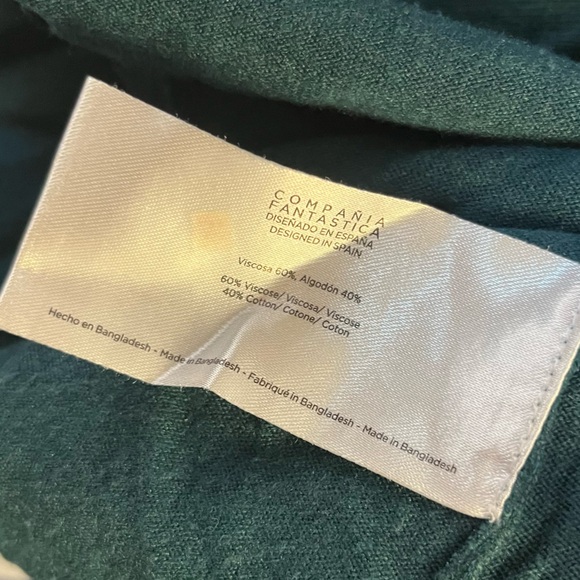 COMPAÑIA
FANTASTICA
DISEÑADO EN ESPAÑA
DESIGNED IN SPAIN
Viscosa 60%, Algodón 40%
60% Viscose/ Viscosa/ Viscose
40% Cotton/ Cotone/ Coton
Hecho en Bangladesh - Made in Bangladesh - Fabriqué in Bangladesh - Made in Bangladesh